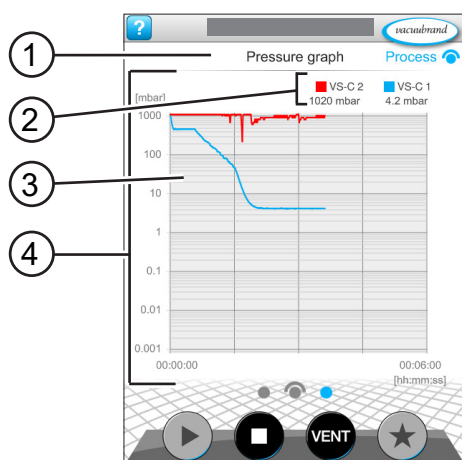 ?
vacuubrand
1
Pressure graph
Process
2
VS-C 2
VS-C 1
1020 mbar
4.2 mbar
[mbar]
1000
100
3
10
4
1
0.1
0.01
0.001
00:00:00
00:06:00
[hh:mm:ss]
VENT